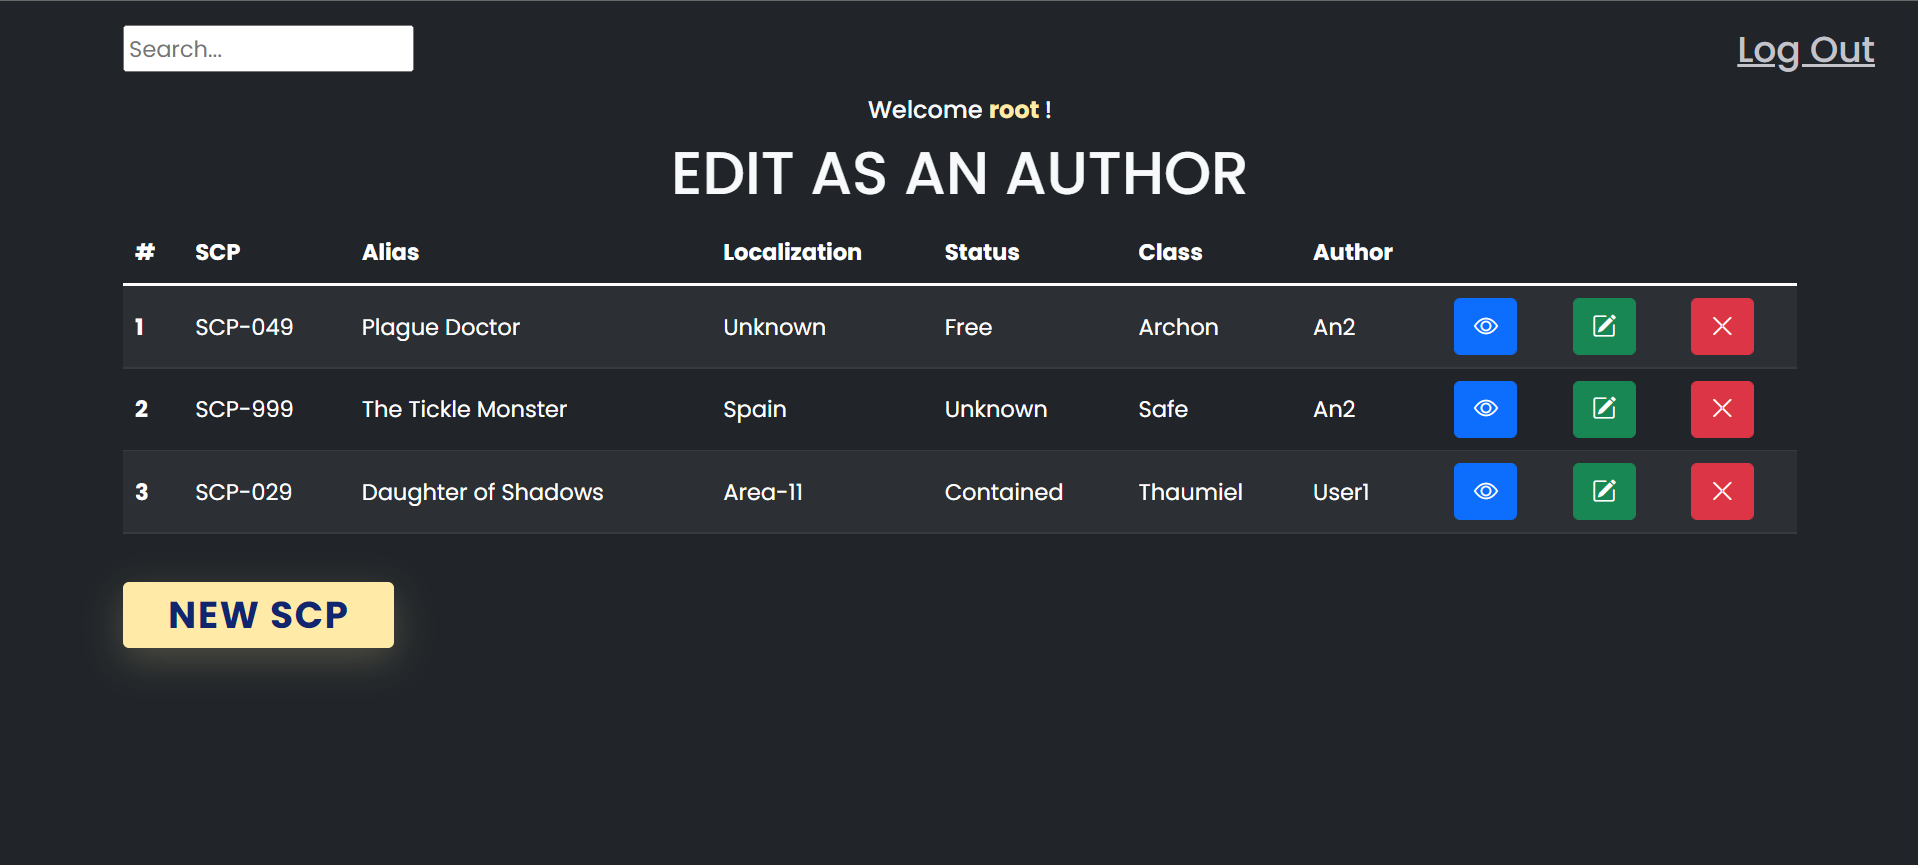 Search...
Log Out
Welcome root !
EDIT AS AN AUTHOR
# SCP Alias Localization Status Class Author
1 SCP-049 Plague Doctor Unknown Free Archon An2
2 SCP-999 The Tickle Monster Spain Unknown Safe An2
3 SCP-029 Daughter of Shadows Area-11 Contained Thaumiel User1
NEW SCP